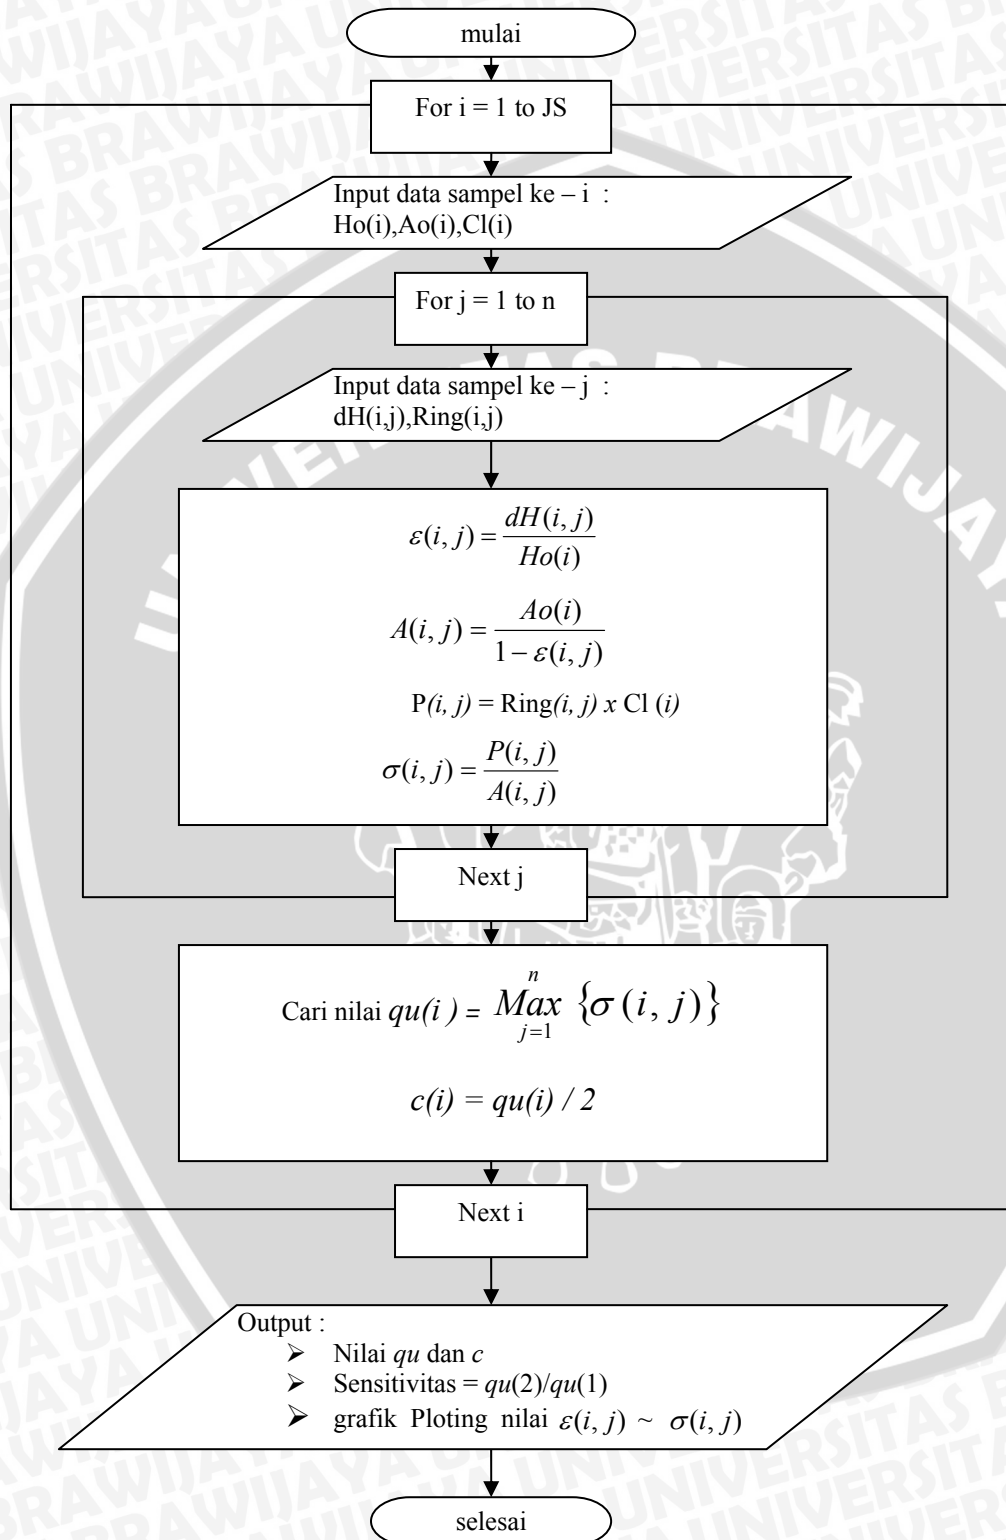 mulai
For i = 1 to JS
Input data sampel ke – i :
Ho(i),Ao(i),Cl(i)
For j = 1 to n
Input data sampel ke – j :
dH(i,j),Ring(i,j)
ε(i, j) = dH(i, j) / Ho(i)
A(i, j) = Ao(i) / 1 − ε(i, j)
P(i, j) = Ring(i, j) x Cl (i)
σ(i, j) = P(i, j) / A(i, j)
Next j
Cari nilai qu(i ) = Max j=1 n {σ (i, j)}
c(i) = qu(i) / 2
Next i
Output :
➢ Nilai qu dan c
➢ Sensitivitas = qu(2)/qu(1)
➢ grafik Ploting nilai ε(i, j) ~ σ(i, j)
selesai
UNIVERSITAS BRAWIJAYA